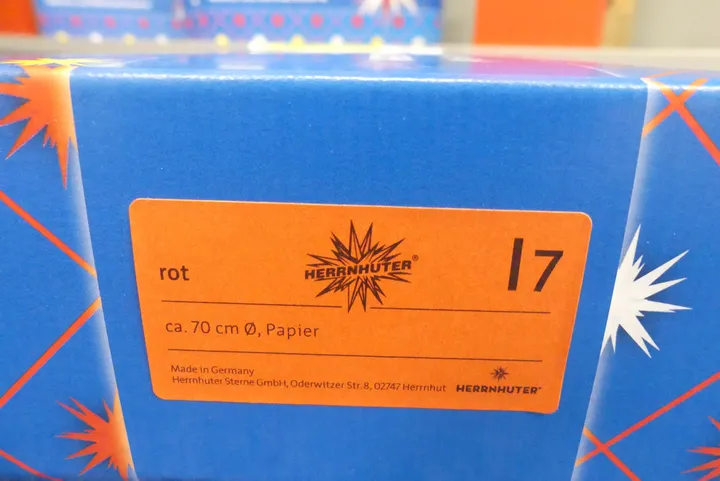 rot
HERRNHUTER®
I7
ca. 70 cm Ø, Papier
Made in Germany
Herrnhuter Sterne GmbH, Oderwitzer Str. 8, 02747 Herrnhut
HERRNHUTER